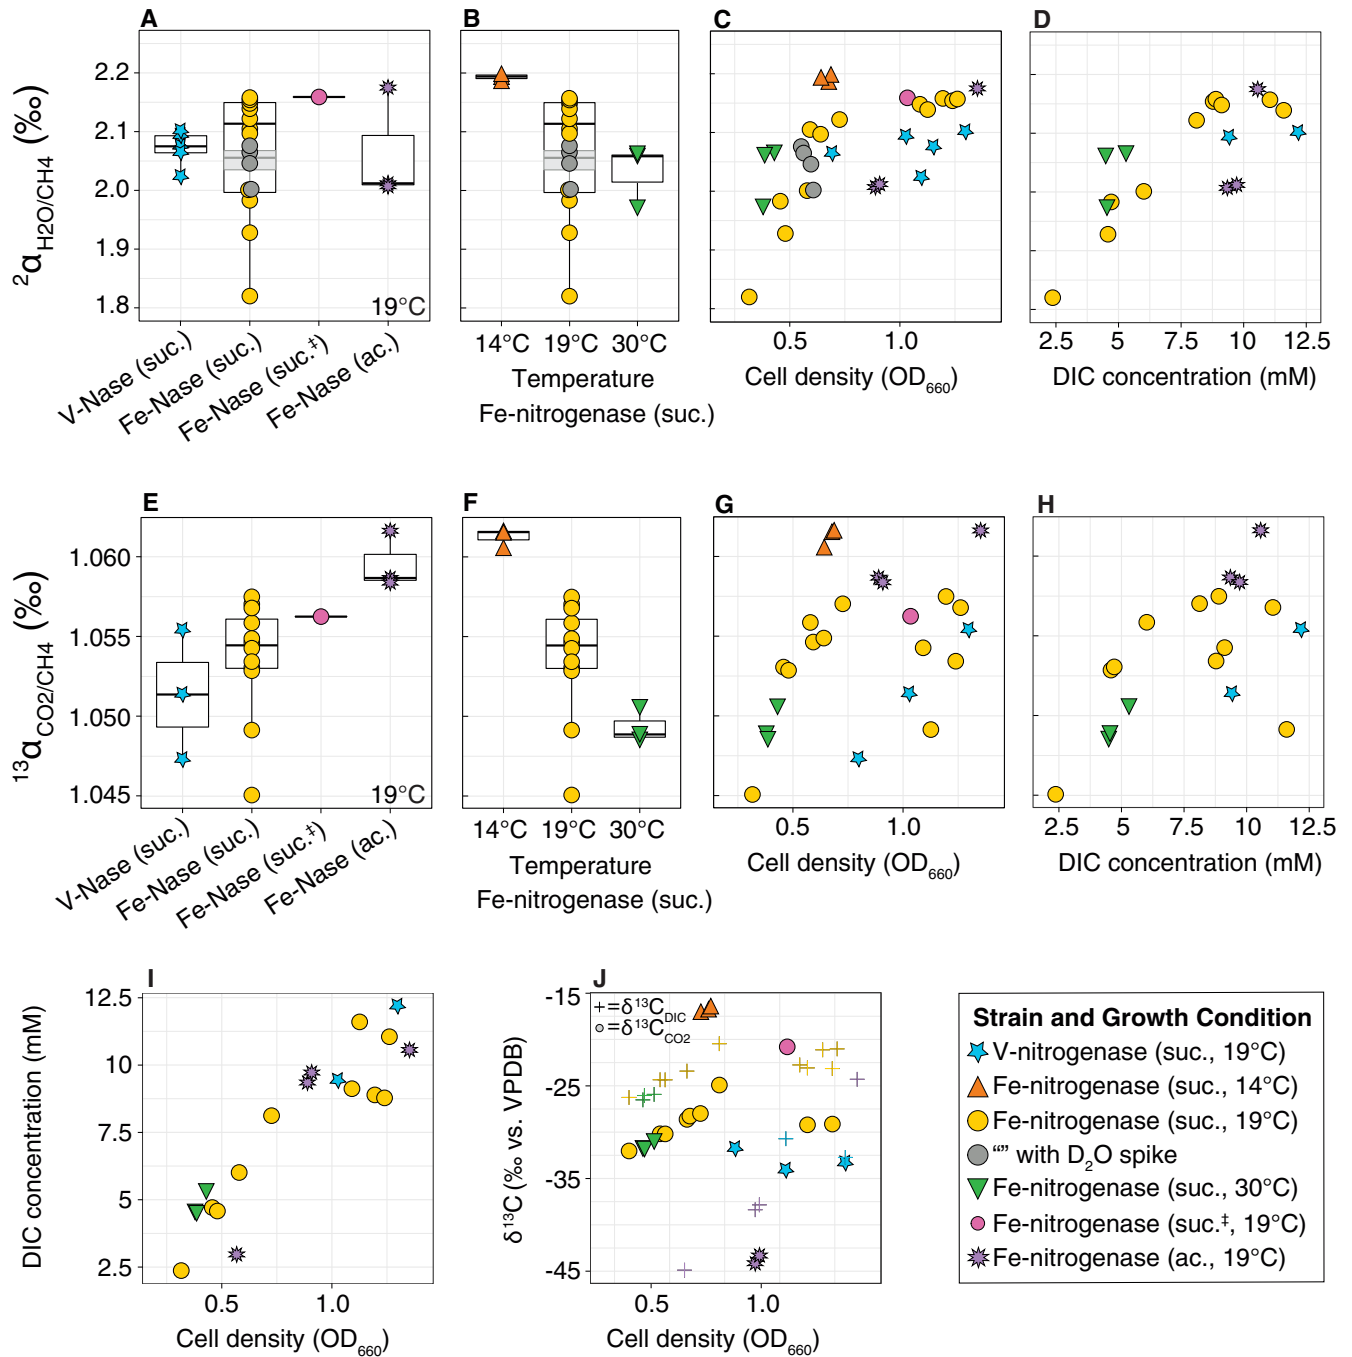 A
B
C
D
²α H2O/CH4 (‰)
2.2
2.1
2.0
1.9
1.8
19°C
V-Nase (suc.)
Fe-Nase (suc.)
Fe-Nase (suc.‡)
Fe-Nase (ac.)
14°C 19°C 30°C
Temperature
Fe-nitrogenase (suc.)
0.5 1.0
Cell density (OD660)
2.5 5 7.5 10 12.5
DIC concentration (mM)
E
F
G
H
¹³α CO2/CH4 (‰)
1.060
1.055
1.050
1.045
19°C
V-Nase (suc.)
Fe-Nase (suc.)
Fe-Nase (suc.‡)
Fe-Nase (ac.)
14°C 19°C 30°C
Temperature
Fe-nitrogenase (suc.)
0.5 1.0
Cell density (OD660)
2.5 5 7.5 10 12.5
DIC concentration (mM)
I
DIC concentration (mM)
12.5
10
7.5
5
2.5
0.5 1.0
Cell density (OD660)
J
δ¹³C (‰ vs. VPDB)
-15
-25
-35
-45
+=δ¹³C DIC
=δ¹³C CO2
0.5 1.0
Cell density (OD660)
Strain and Growth Condition
V-nitrogenase (suc., 19°C)
Fe-nitrogenase (suc., 14°C)
Fe-nitrogenase (suc., 19°C)
“” with D2O spike
Fe-nitrogenase (suc., 30°C)
Fe-nitrogenase (suc.‡, 19°C)
Fe-nitrogenase (ac., 19°C)